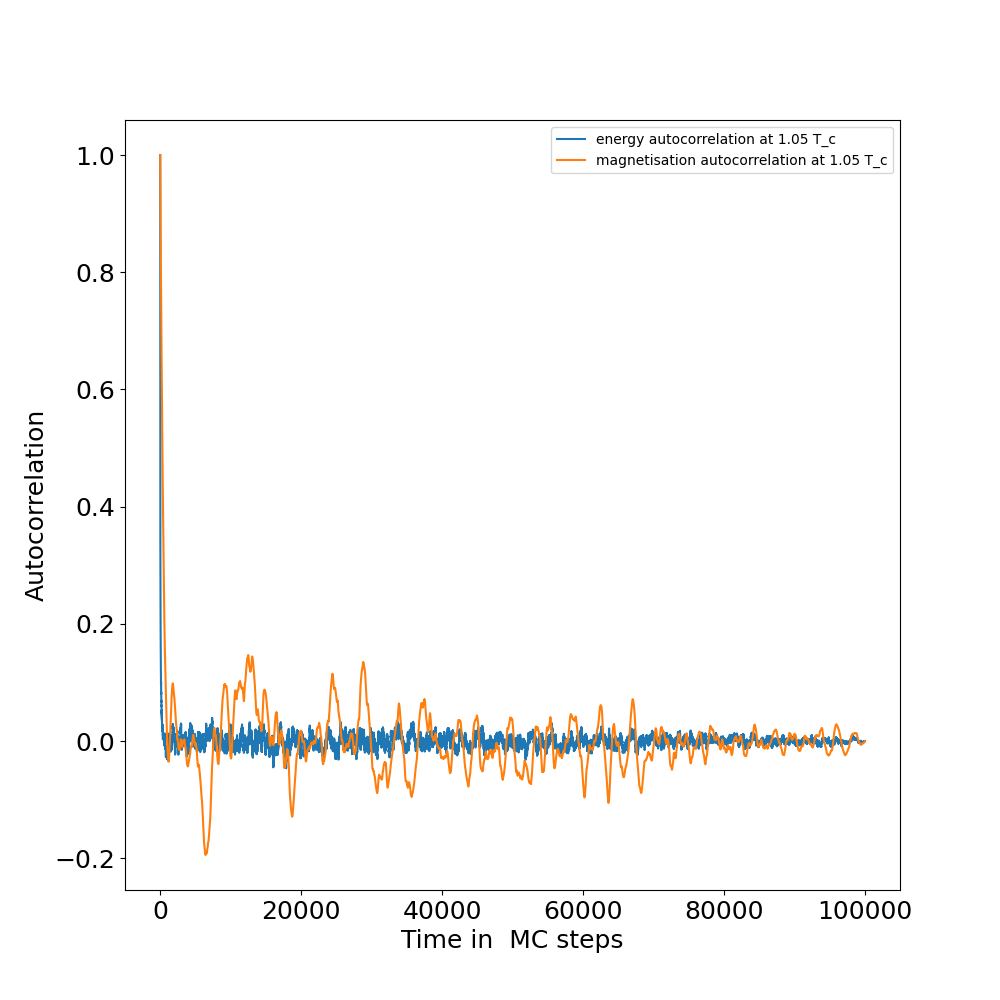 energy autocorrelation at 1.05 T_c
magnetisation autocorrelation at 1.05 T_c
1.0
0.8
0.6
0.4
0.2
0.0
−0.2
Autocorrelation
0 20000 40000 60000 80000 100000
Time in  MC steps